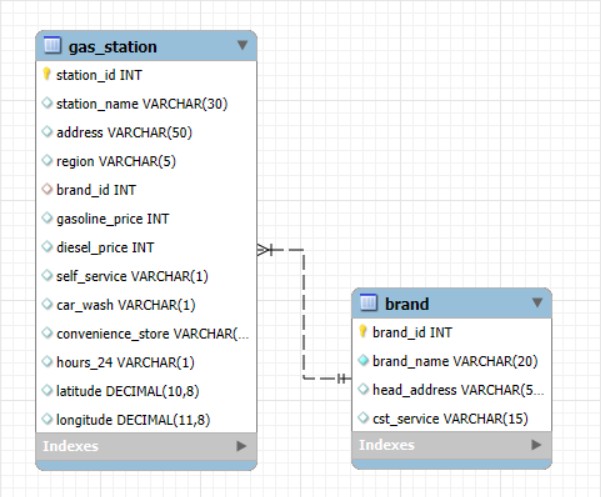 gas_station
station_id INT
station_name VARCHAR(30)
address VARCHAR(50)
region VARCHAR(5)
brand_id INT
gasoline_price INT
diesel_price INT
self_service VARCHAR(1)
car_wash VARCHAR(1)
convenience_store VARCHAR(...
hours_24 VARCHAR(1)
latitude DECIMAL(10,8)
longitude DECIMAL(11,8)
Indexes
brand
brand_id INT
brand_name VARCHAR(20)
head_address VARCHAR(5...
cst_service VARCHAR(15)
Indexes